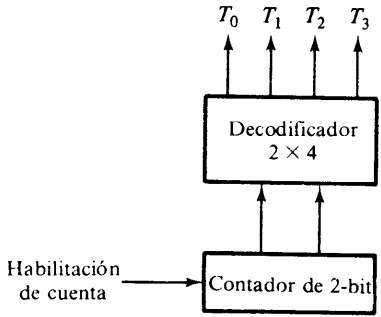 T0 T1 T2 T3
Decodificador
2 × 4
Habilitación
de cuenta
Contador de 2-bit